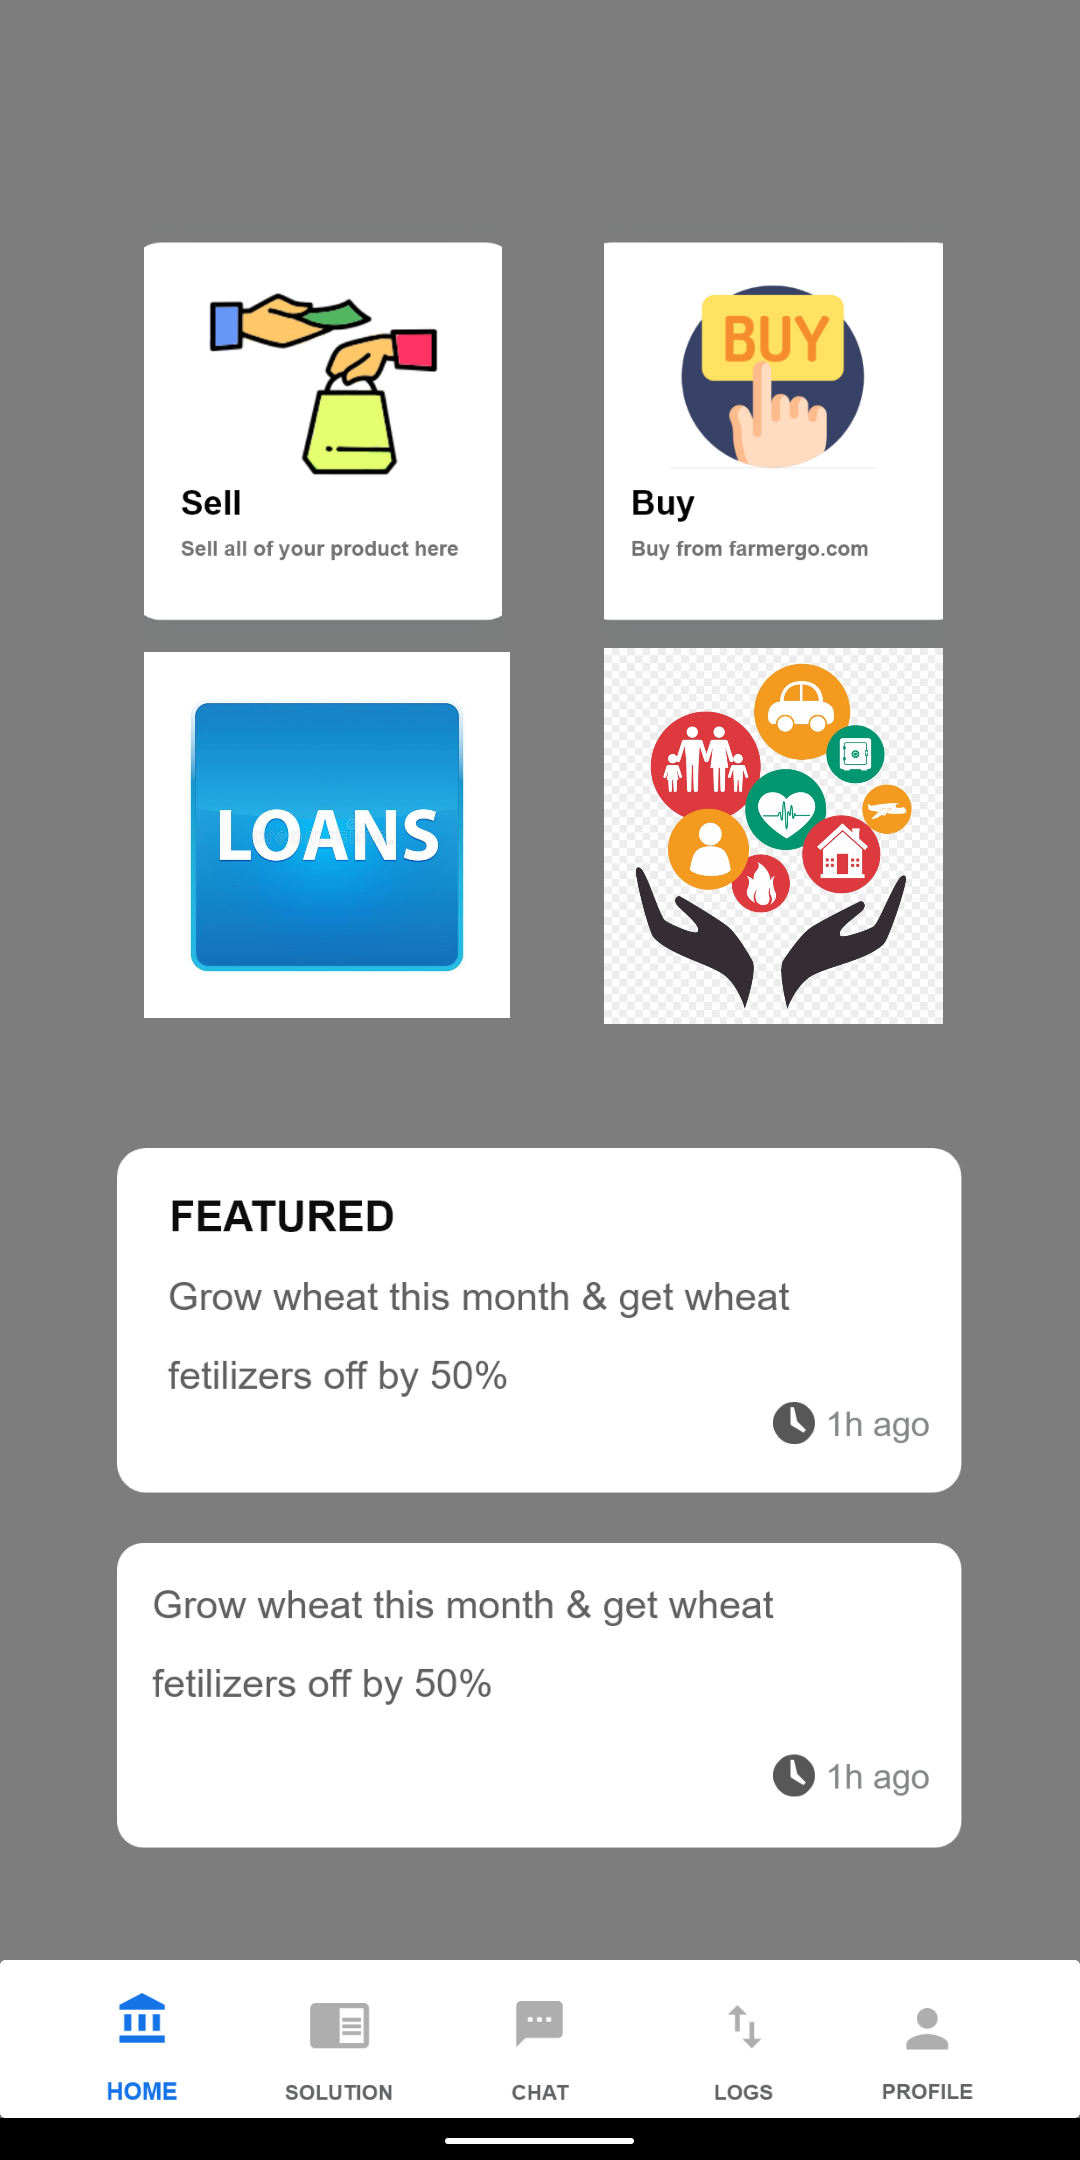 BUY
Sell
Sell all of your product here
Buy
Buy from farmergo.com
LOANS
FEATURED
Grow wheat this month & get wheat
fetilizers off by 50%
1h ago
Grow wheat this month & get wheat
fetilizers off by 50%
1h ago
HOME
SOLUTION
CHAT
LOGS
PROFILE